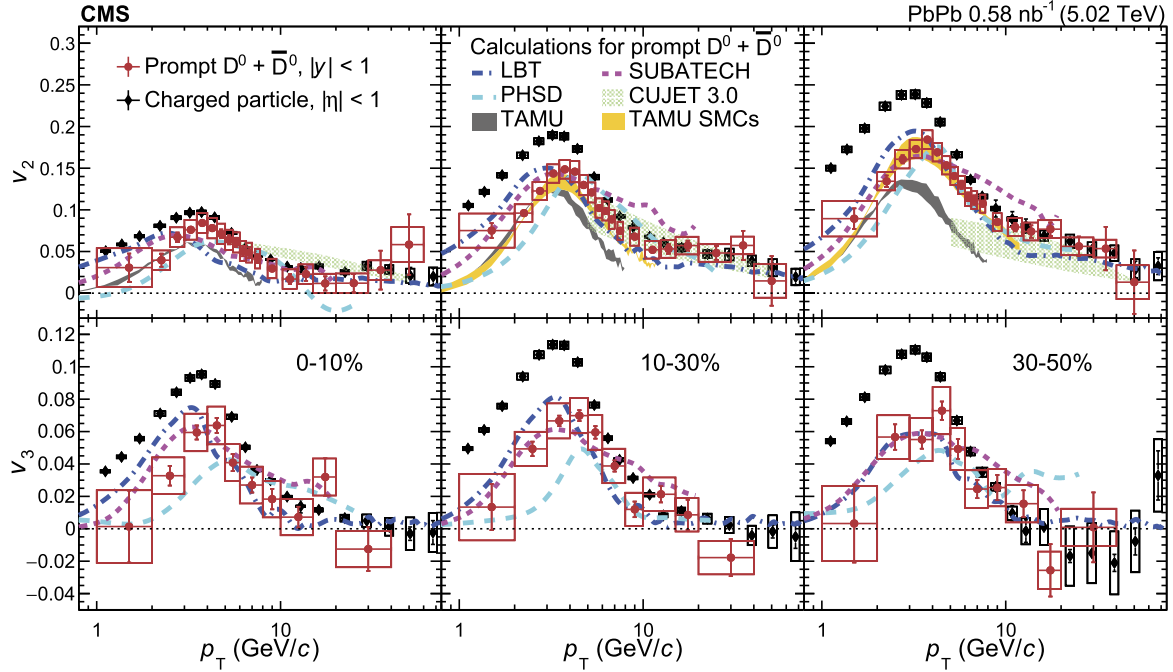 CMS
PbPb 0.58 nb⁻¹ (5.02 TeV)
Prompt D⁰ + D̅⁰, |y| < 1
Charged particle, |η| < 1
Calculations for prompt D⁰ + D̅⁰
LBT
SUBATECH
PHSD
CUJET 3.0
TAMU
TAMU SMCs
v₂
0.3
0.25
0.2
0.15
0.1
0.05
0
0-10%
10-30%
30-50%
v₃
0.12
0.1
0.08
0.06
0.04
0.02
0
−0.02
−0.04
1 10 1 10 1 10
p_T (GeV/c) p_T (GeV/c) p_T (GeV/c)